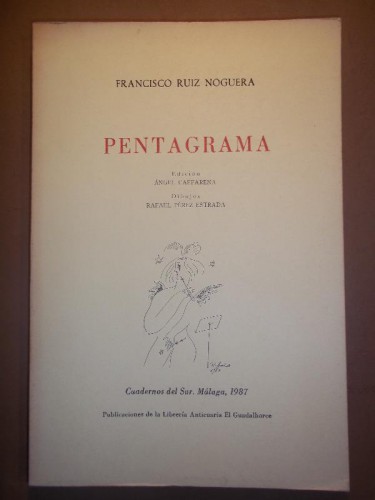 FRANCISCO RUIZ NOGUERA
PENTAGRAMA
Edición
ÁNGEL CAFFARENA
Dibujos
RAFAEL PÉREZ ESTRADA
Cuadernos del Sur. Málaga, 1987
Publicaciones de la Librería Anticuaria El Guadalhorce